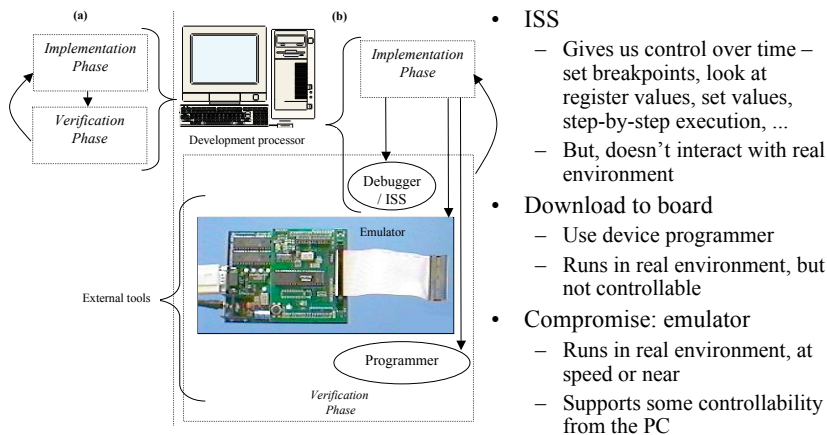 (a)
Implementation
Phase
Verification
Phase
Development processor
(b)
Implementation
Phase
Debugger
/ ISS
Emulator
External tools
Programmer
Verification
Phase
• ISS
– Gives us control over time –
set breakpoints, look at
register values, set values,
step-by-step execution, ...
– But, doesn’t interact with real
environment
• Download to board
– Use device programmer
– Runs in real environment, but
not controllable
• Compromise: emulator
– Runs in real environment, at
speed or near
– Supports some controllability
from the PC